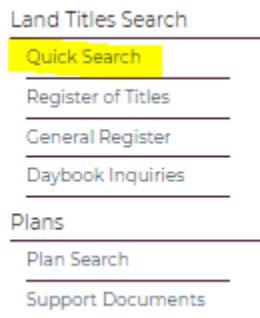 Land Titles Search
Quick Search
Register of Titles
General Register
Daybook Inquiries
Plans
Plan Search
Support Documents